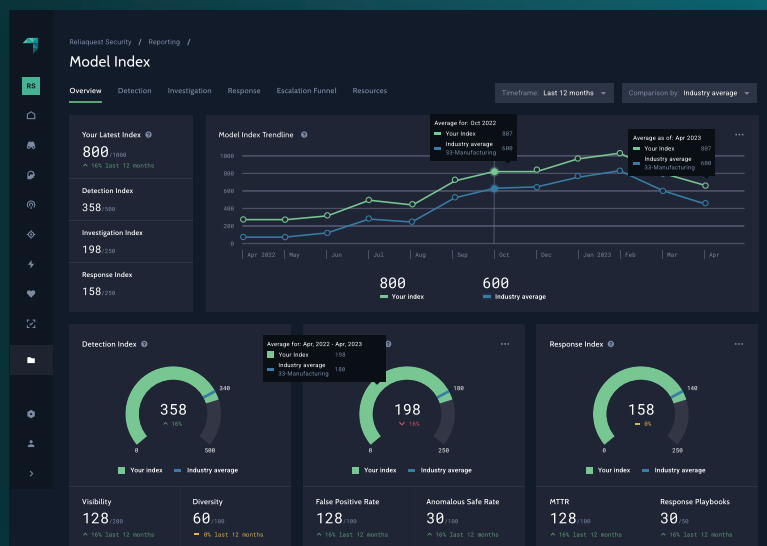 Reliaquest Security / Reporting /
Model Index
RS
Overview Detection Investigation Response Escalation Funnel Resources
Timeframe: Last 12 months
Comparison by: Industry average
Your Latest Index ?
800/1000
16% last 12 months
Detection Index
358/500
Investigation Index
198/250
Response Index
158/250
Model Index Trendline ?
Average for: Oct 2022
Your Index 807
Industry average 600
33-Manufacturing
Average as of: Apr 2023
Your Index 807
Industry average 600
33-Manufacturing
1000
800
600
400
200
0
Apr 2022 May Jun Jul Aug Sep Oct Dec Jan 2023 Feb Mar Apr
800 600
Your index Industry average
Detection Index ?
340
358
16%
0 500
Your index Industry average
Visibility Diversity
128/200 60/100
16% last 12 months 0% last 12 months
Average for: Apr, 2022 - Apr, 2023
Your Index 198
Industry average 180
33-Manufacturing
?
180
198
16%
0 250
Your index Industry average
False Positive Rate Anomalous Safe Rate
128/100 30/100
16% last 12 months 16% last 12 months
Response Index ?
140
158
0%
0 250
Your index Industry average
MTTR Response Playbooks
128/100 30/50
16% last 12 months 16% last 12 months